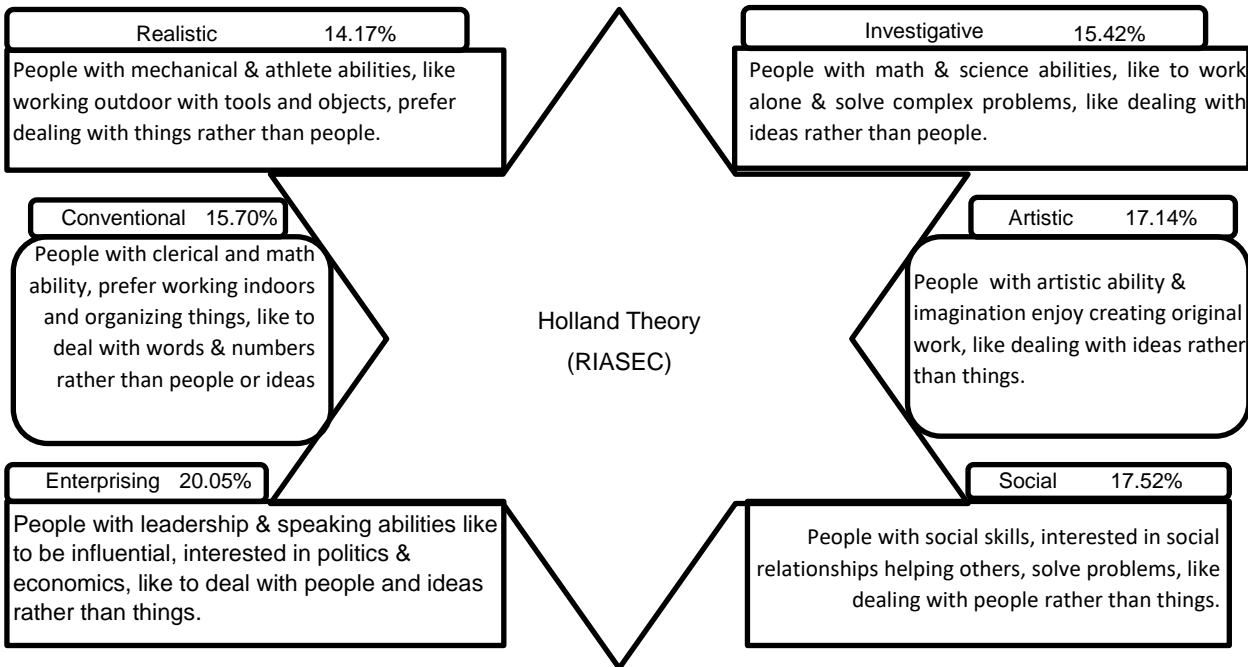 Realistic 14.17%
People with mechanical & athlete abilities, like
working outdoor with tools and objects, prefer
dealing with things rather than people.
Investigative 15.42%
People with math & science abilities, like to work
alone & solve complex problems, like dealing with
ideas rather than people.
Conventional 15.70%
People with clerical and math
ability, prefer working indoors
and organizing things, like to
deal with words & numbers
rather than people or ideas
Holland Theory
(RIASEC)
Artistic 17.14%
People with artistic ability &
imagination enjoy creating original
work, like dealing with ideas rather
than things.
Enterprising 20.05%
People with leadership & speaking abilities like
to be influential, interested in politics &
economics, like to deal with people and ideas
rather than things.
Social 17.52%
People with social skills, interested in social
relationships helping others, solve problems, like
dealing with people rather than things.